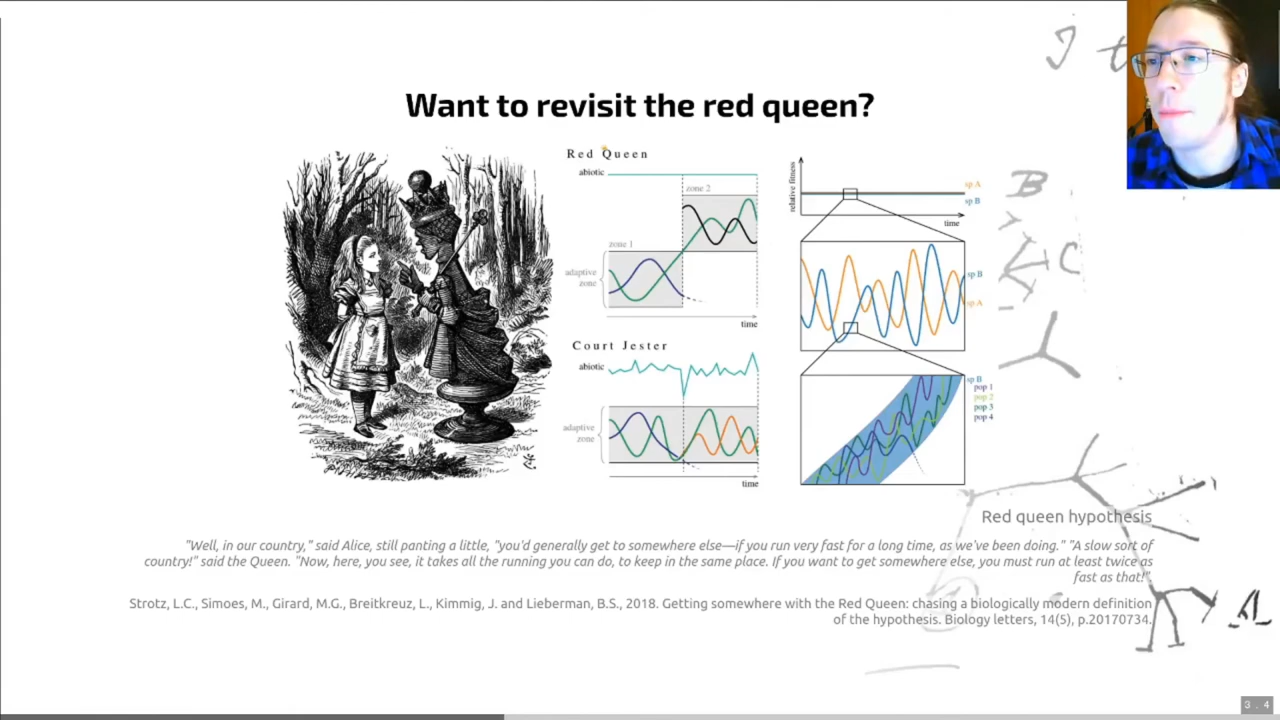 I t
Want to revisit the red queen?
Red Queen
abiotic
zone 2
zone 1
adaptive
zone
time
Court Jester
abiotic
adaptive
zone
time
relative fitness
sp A
sp B
time
sp B
sp A
sp B
pop 1
pop 2
pop 3
pop 4
B
C
Red queen hypothesis
"Well, in our country," said Alice, still panting a little, "you'd generally get to somewhere else—if you run very fast for a long time, as we've been doing." "A slow sort of
country!" said the Queen. "Now, here, you see, it takes all the running you can do, to keep in the same place. If you want to get somewhere else, you must run at least twice as
fast as that!".
Strotz, L.C., Simoes, M., Girard, M.G., Breitkreuz, L., Kimmig, J. and Lieberman, B.S., 2018. Getting somewhere with the Red Queen: chasing a biologically modern definition
of the hypothesis. Biology letters, 14(5), p.20170734.
A
3 . 4